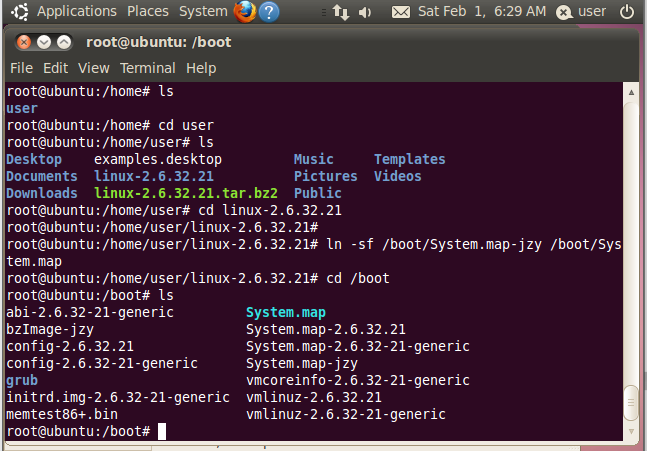 Applications Places System Sat Feb 1, 6:29 AM user
root@ubuntu: /boot
File Edit View Terminal Help
root@ubuntu:/home# ls
user
root@ubuntu:/home# cd user
root@ubuntu:/home/user# ls
Desktop examples.desktop Music Templates
Documents linux-2.6.32.21 Pictures Videos
Downloads linux-2.6.32.21.tar.bz2 Public
root@ubuntu:/home/user# cd linux-2.6.32.21
root@ubuntu:/home/user/linux-2.6.32.21#
root@ubuntu:/home/user/linux-2.6.32.21# ln -sf /boot/System.map-jzy /boot/Sys
tem.map
root@ubuntu:/home/user/linux-2.6.32.21# cd /boot
root@ubuntu:/boot# ls
abi-2.6.32-21-generic System.map
bzImage-jzy System.map-2.6.32.21
config-2.6.32.21 System.map-2.6.32-21-generic
config-2.6.32-21-generic System.map-jzy
grub vmcoreinfo-2.6.32-21-generic
initrd.img-2.6.32-21-generic vmlinuz-2.6.32.21
memtest86+.bin vmlinuz-2.6.32-21-generic
root@ubuntu:/boot#